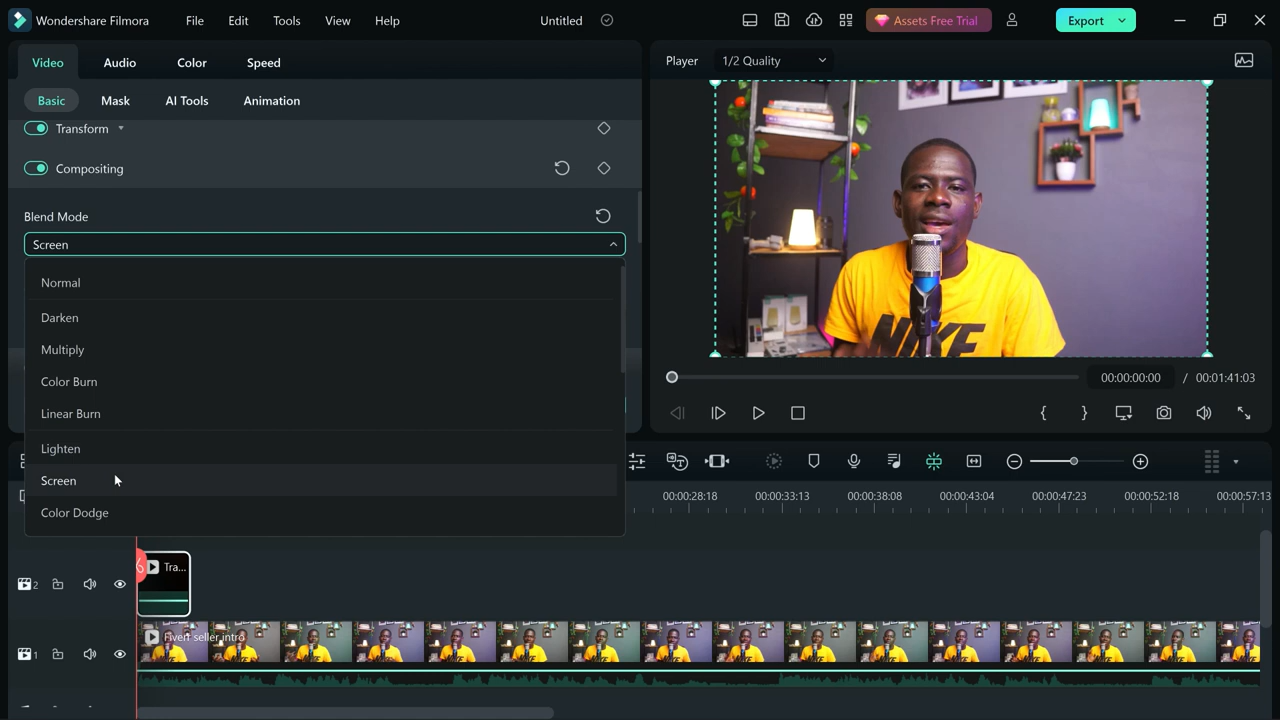 Wondershare Filmora
File
Edit
Tools
View
Help
Untitled
Assets Free Trial
Export
Video
Audio
Color
Speed
Player
1/2 Quality
Basic
Mask
AI Tools
Animation
Transform
Compositing
Blend Mode
Screen
Normal
Darken
Multiply
Color Burn
Linear Burn
Lighten
Screen
Color Dodge
NIKE
00:00:00:00 / 00:01:41:03
00:00:28:18
00:00:33:13
00:00:38:08
00:00:43:04
00:00:47:23
00:00:52:18
00:00:57:13
2
Tra...
1
Fiverr seller intro